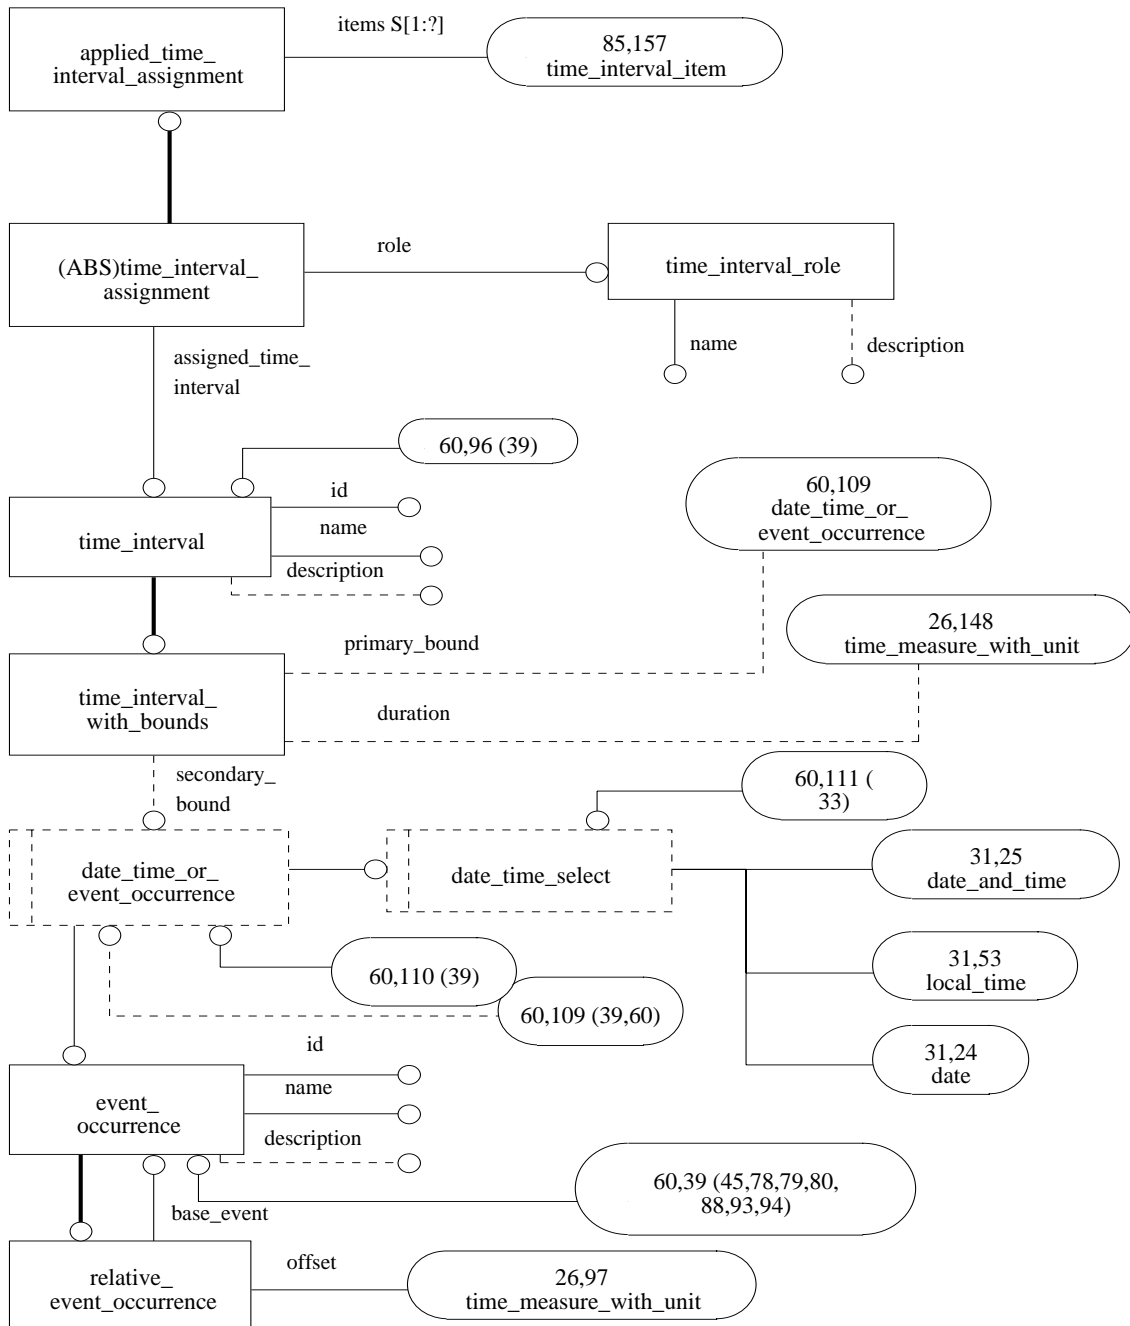 items S[1:?]
applied_time_
interval_assignment
85,157
time_interval_item
role
(ABS)time_interval_
assignment
time_interval_role
name
description
assigned_time_
interval
60,96 (39)
id
name
time_interval
description
60,109
date_time_or_
event_occurrence
primary_bound
26,148
time_measure_with_unit
time_interval_
with_bounds
duration
secondary_
bound
60,111 (
33)
date_time_or_
event_occurrence
date_time_select
31,25
date_and_time
60,110 (39)
31,53
local_time
60,109 (39,60)
id
31,24
date
name
event_
occurrence
description
60,39 (45,78,79,80,
88,93,94)
base_event
offset
relative_
event_occurrence
26,97
time_measure_with_unit